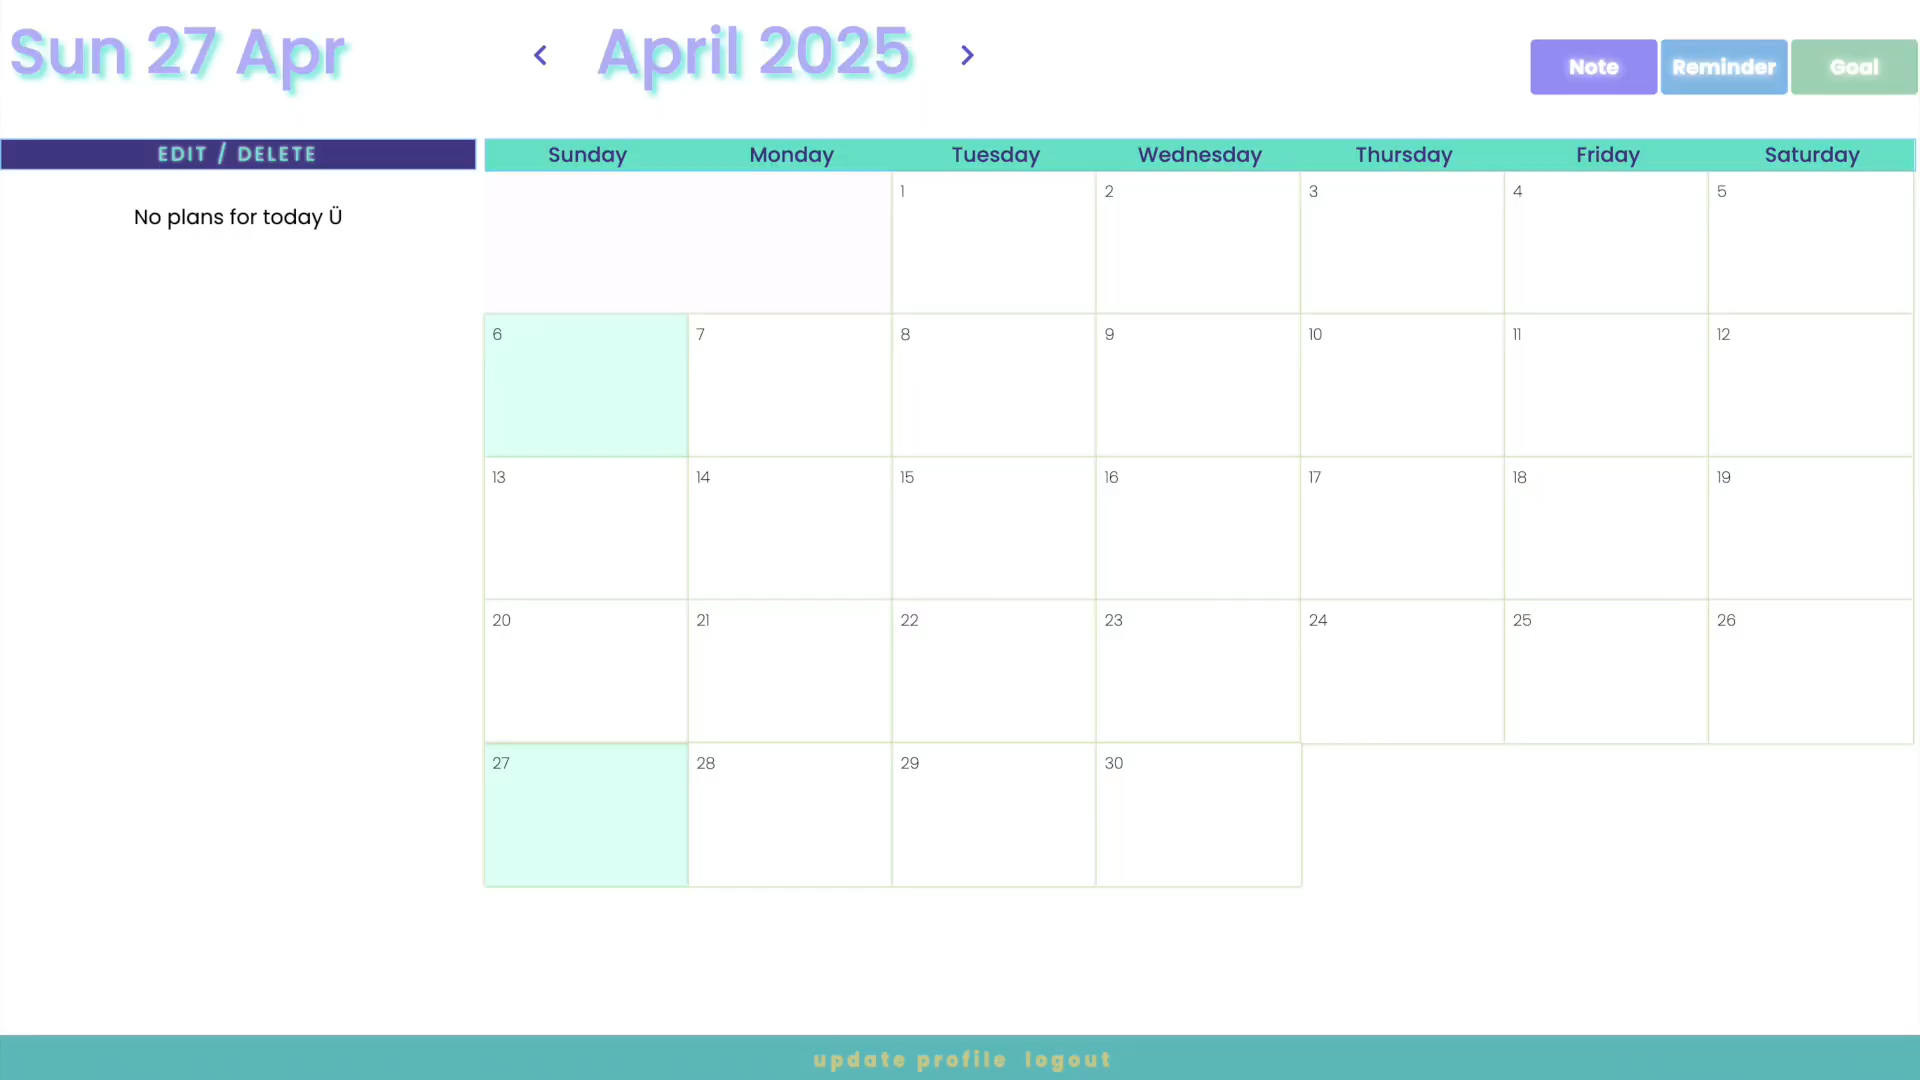 Sun 27 Apr
April 2025
Note Reminder Goal
EDIT / DELETE
No plans for today Ü
Sunday Monday Tuesday Wednesday Thursday Friday Saturday
1 2 3 4 5
6 7 8 9 10 11 12
13 14 15 16 17 18 19
20 21 22 23 24 25 26
27 28 29 30
update profile logout